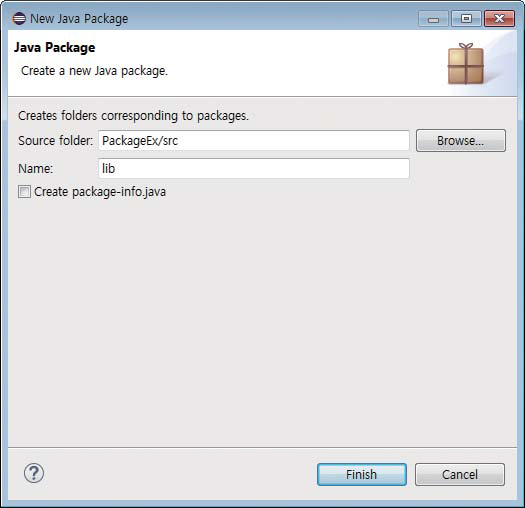 New Java Package
Java Package
Create a new Java package.
Creates folders corresponding to packages.
Source folder: PackageEx/src Browse...
Name: lib
Create package-info.java
? Finish Cancel